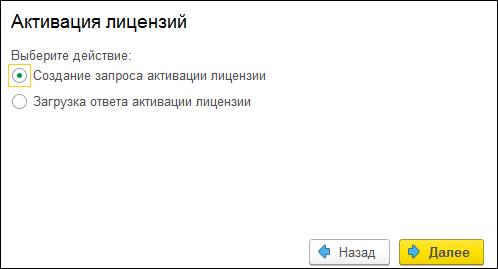 Активация лицензий
Выберите действие:
Создание запроса активации лицензии
Загрузка ответа активации лицензии
Назад
Далее